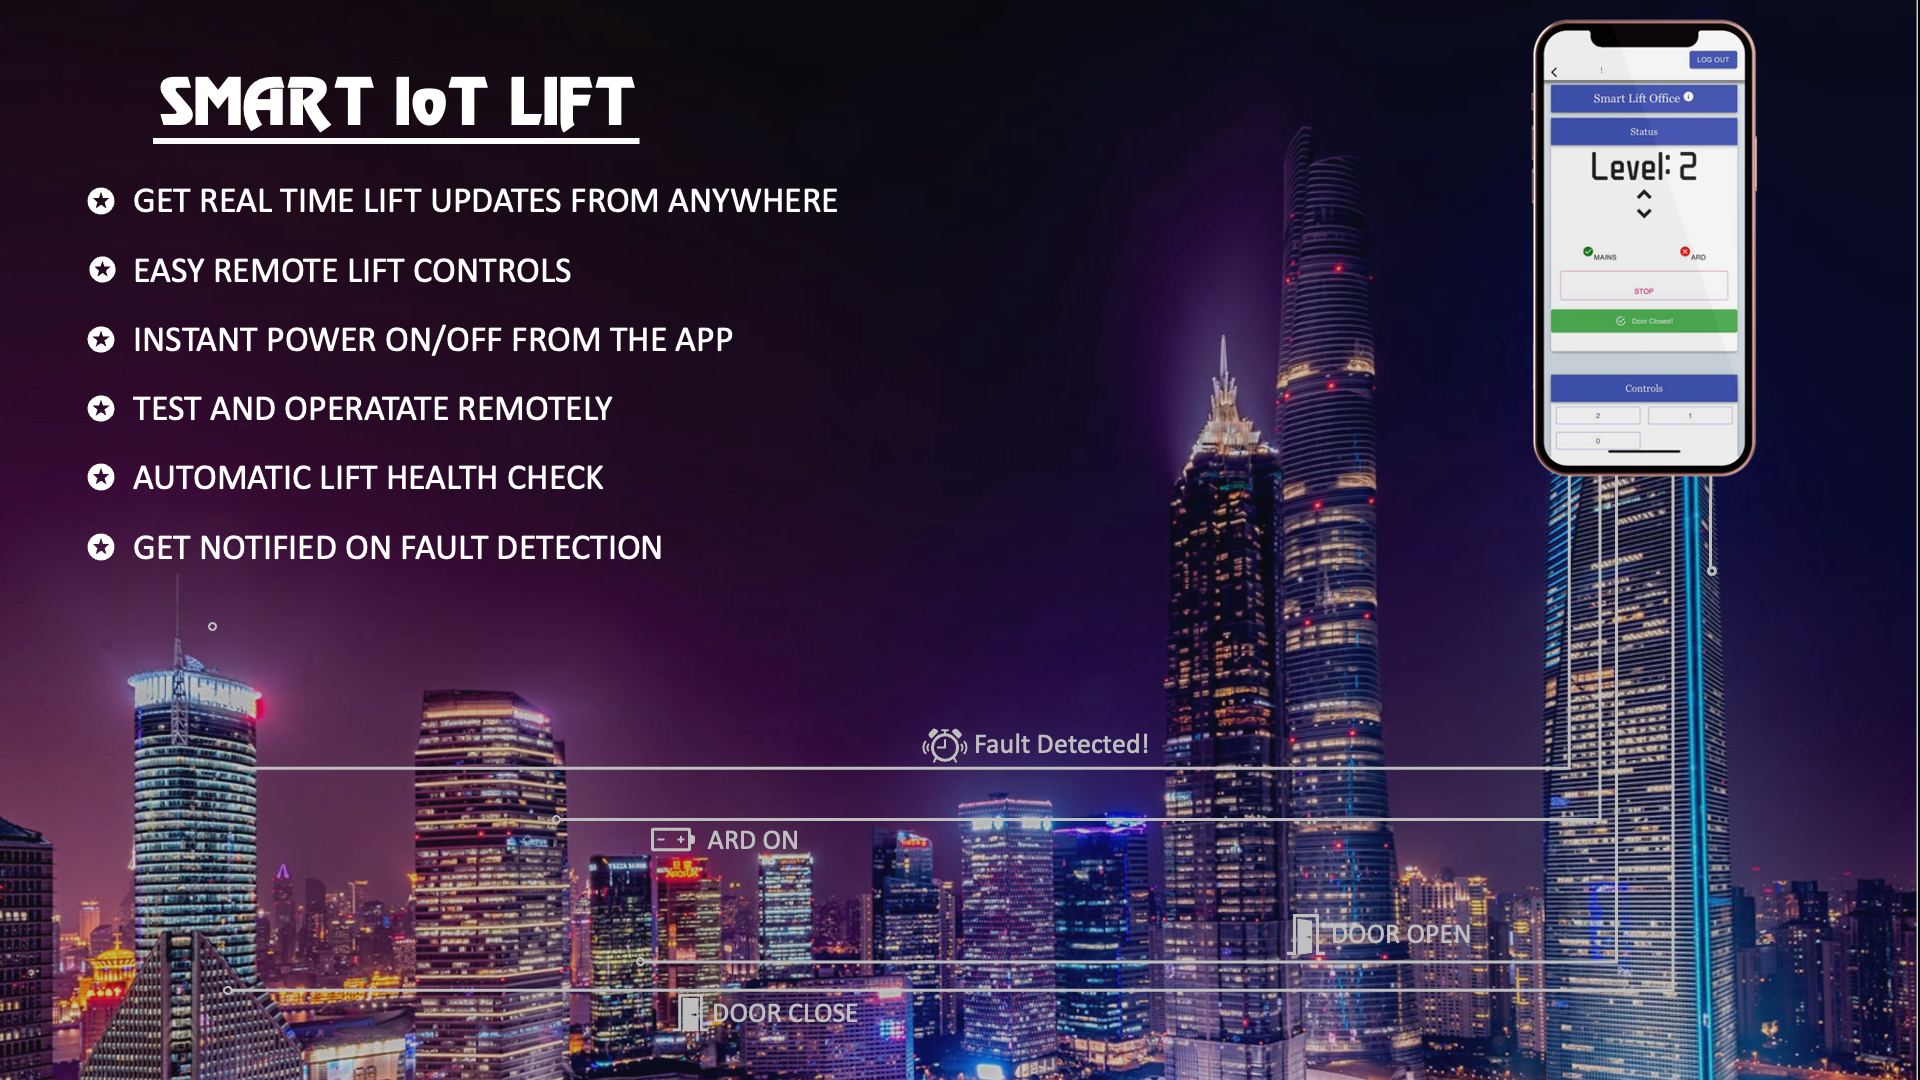 SMART IoT LIFT
GET REAL TIME LIFT UPDATES FROM ANYWHERE
EASY REMOTE LIFT CONTROLS
INSTANT POWER ON/OFF FROM THE APP
TEST AND OPERATATE REMOTELY
AUTOMATIC LIFT HEALTH CHECK
GET NOTIFIED ON FAULT DETECTION
LOG OUT
!
Smart Lift Office
Status
Level: 2
MAINS
ARD
STOP
Door Closed!
Controls
2
1
0
Fault Detected!
ARD ON
DOOR OPEN
DOOR CLOSE